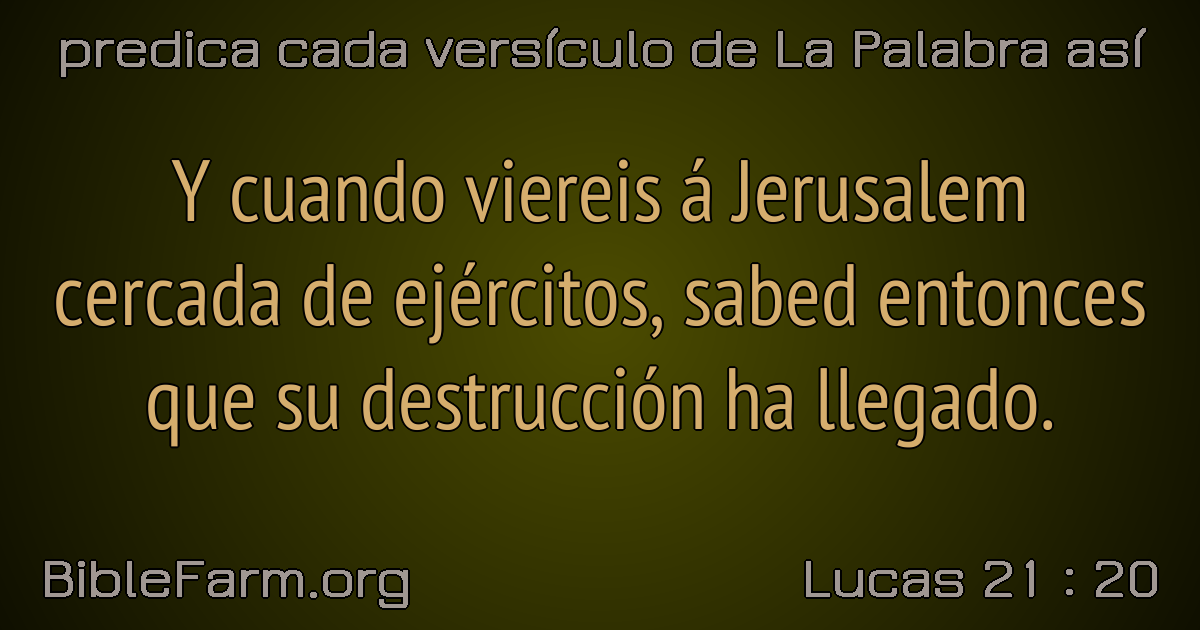 predica cada versículo de La Palabra así
Y cuando viereis á Jerusalem
cercada de ejércitos, sabed entonces
que su destrucción ha llegado.
BibleFarm.org
Lucas 21 : 20